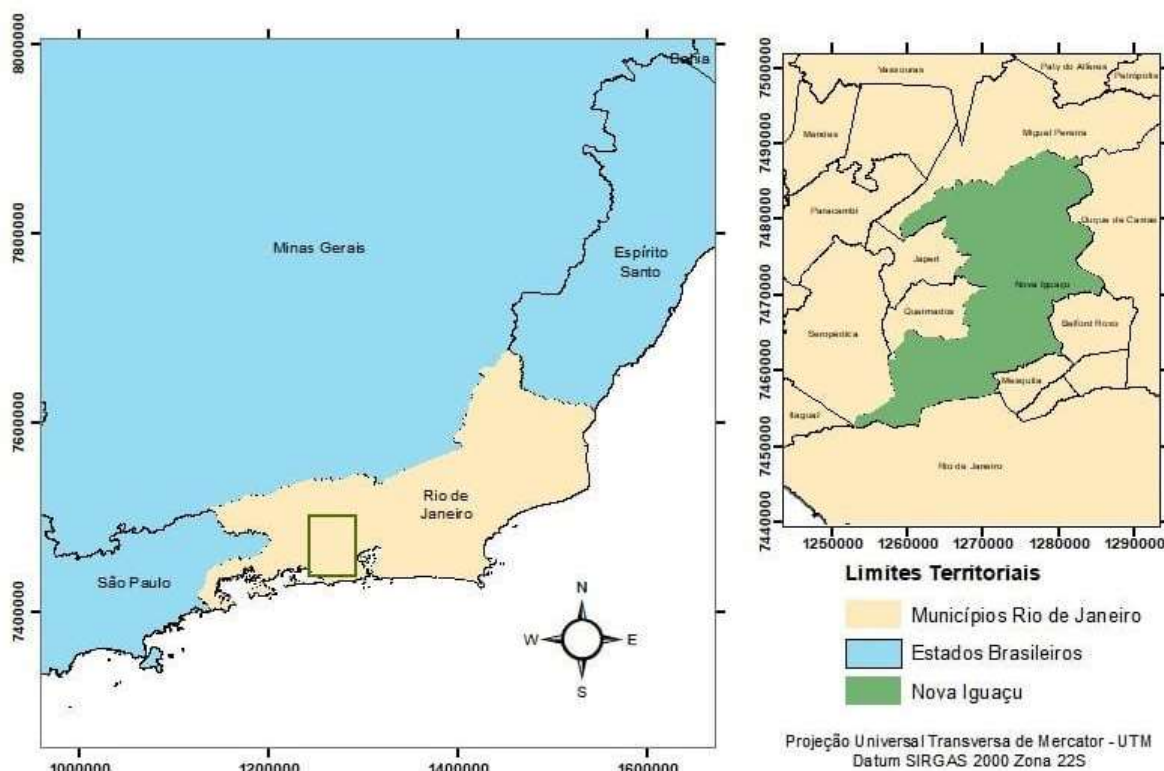 8000000
7800000
7600000
7400000
1000000
1200000
1400000
1600000
Bahia
Minas Gerais
Espírito
Santo
Rio de
Janeiro
São Paulo
N
W
E
S
7500000
7490000
7480000
7470000
7460000
7450000
7440000
1250000
1260000
1270000
1280000
1290000
Vassouras
Paty do Alferes
Petrópolis
Mendes
Miguel Pereira
Paracambi
Duque de Caxias
Japeri
Nova Iguaçu
Queimados
Belford Roxo
Seropédica
Mesquita
Itaguaí
Rio de Janeiro
Limites Territoriais
Municípios Rio de Janeiro
Estados Brasileiros
Nova Iguaçu
Projeção Universal Transversa de Mercator - UTM
Datum SIRGAS 2000 Zona 22S